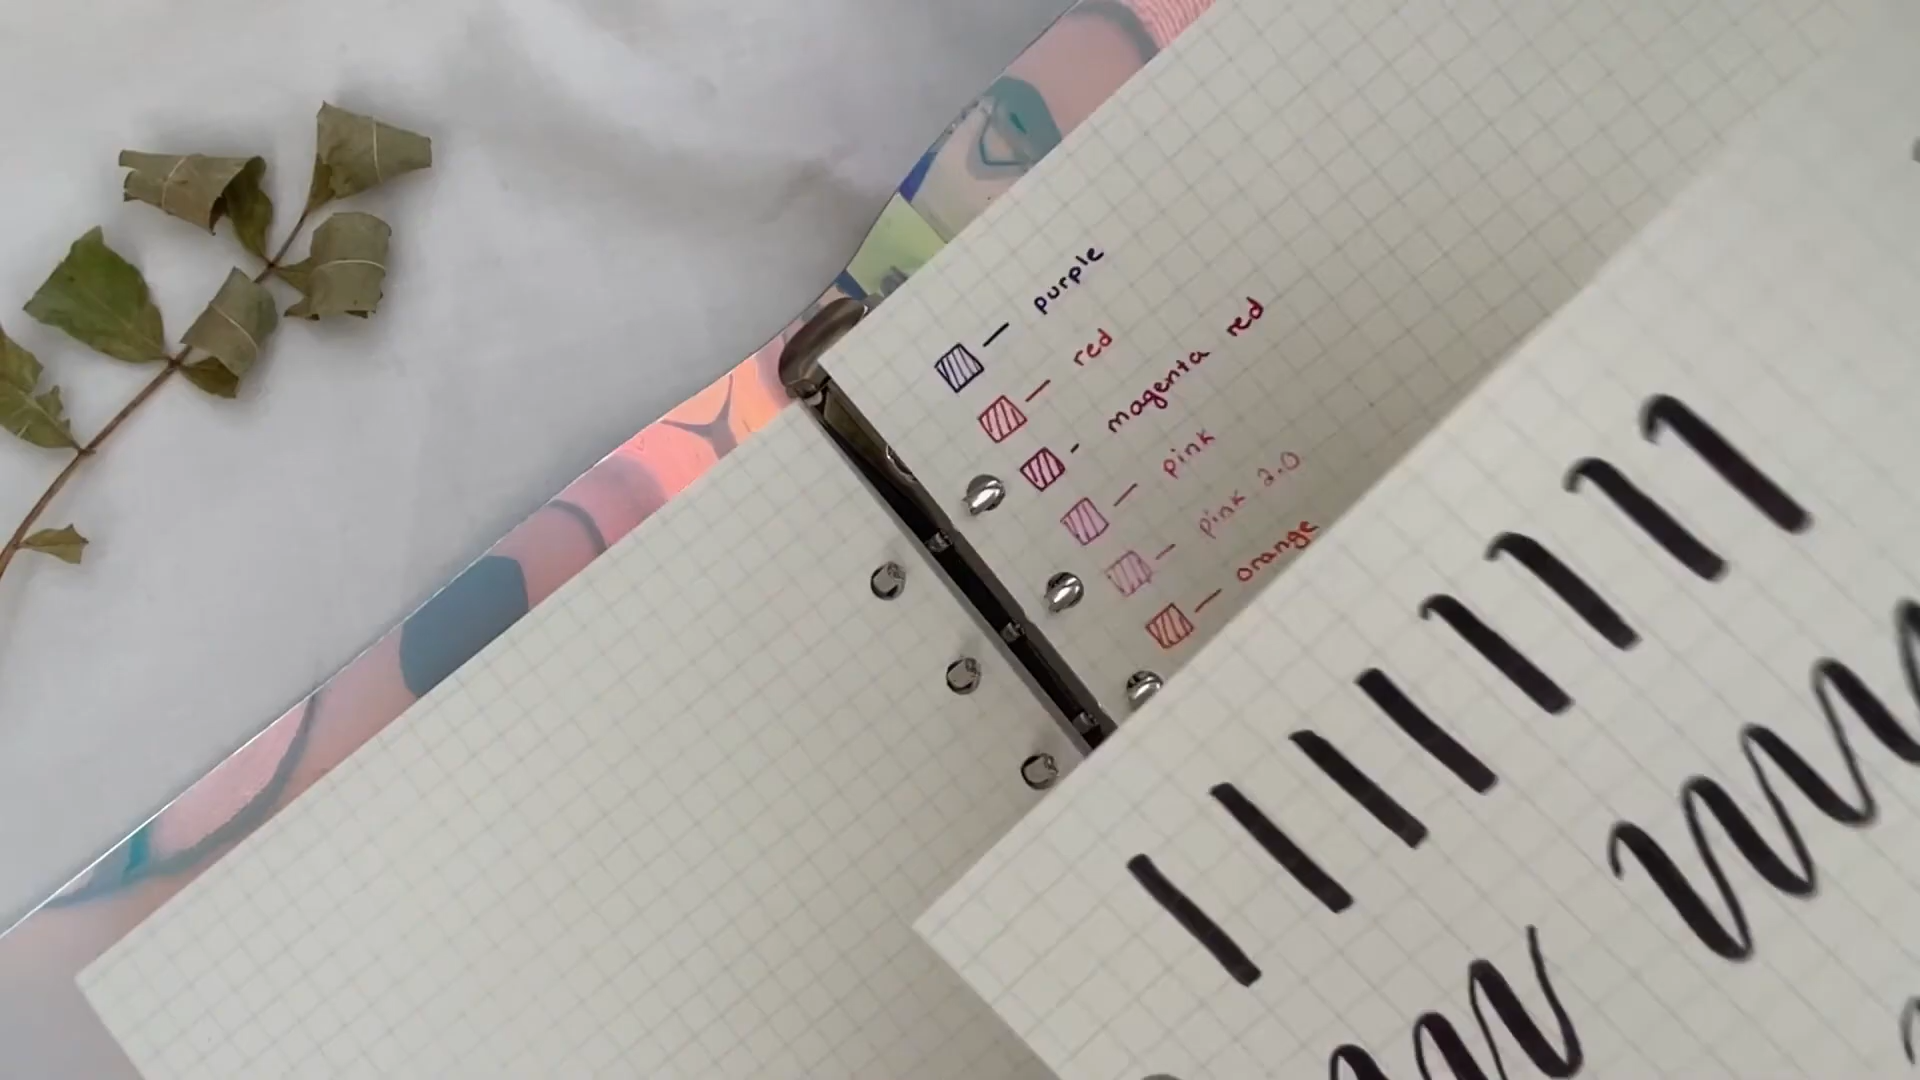 purple
red
magenta red
pink
pink 2.0
orange